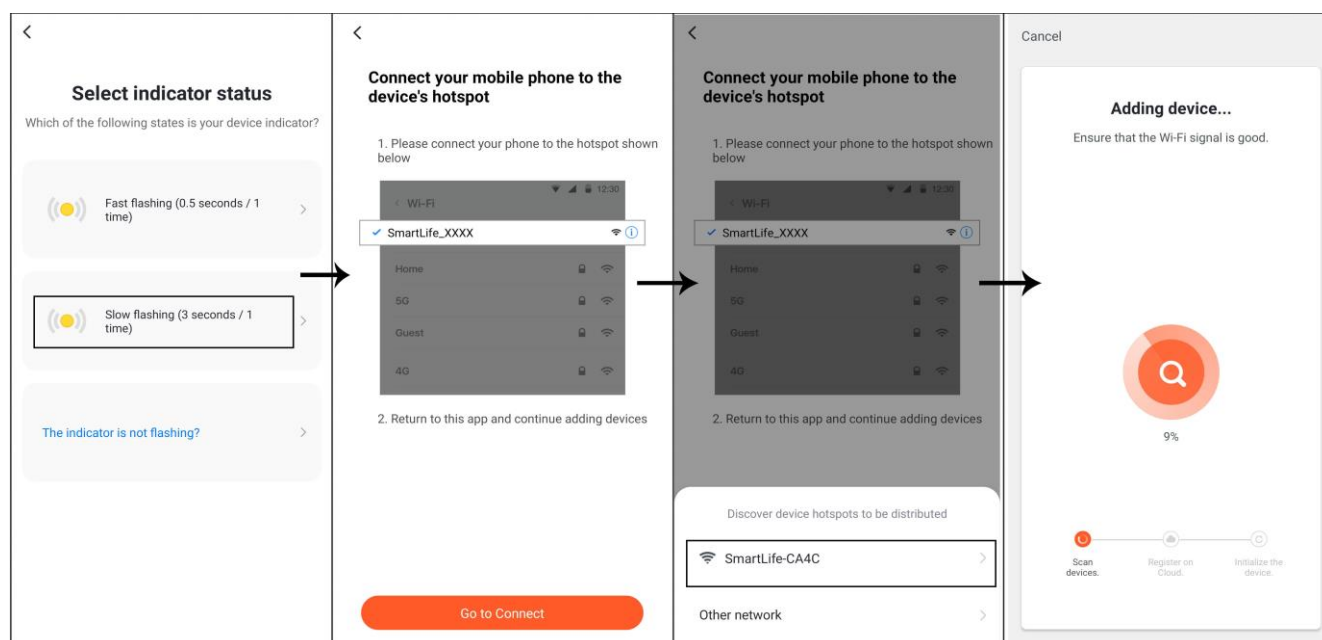 Select indicator status
Which of the following states is your device indicator?
Fast flashing (0.5 seconds / 1
time)
Slow flashing (3 seconds / 1
time)
The indicator is not flashing?
Connect your mobile phone to the
device's hotspot
1. Please connect your phone to the hotspot shown
below
12:30
Wi-Fi
SmartLife_XXXX
Home
5G
Guest
4G
2. Return to this app and continue adding devices
Go to Connect
Connect your mobile phone to the
device's hotspot
1. Please connect your phone to the hotspot shown
below
12:30
Wi-Fi
SmartLife_XXXX
Home
5G
Guest
4G
2. Return to this app and continue adding devices
Discover device hotspots to be distributed
SmartLife-CA4C
Other network
Cancel
Adding device...
Ensure that the Wi-Fi signal is good.
9%
Scan
devices.
Register on
Cloud.
Initialize the
device.